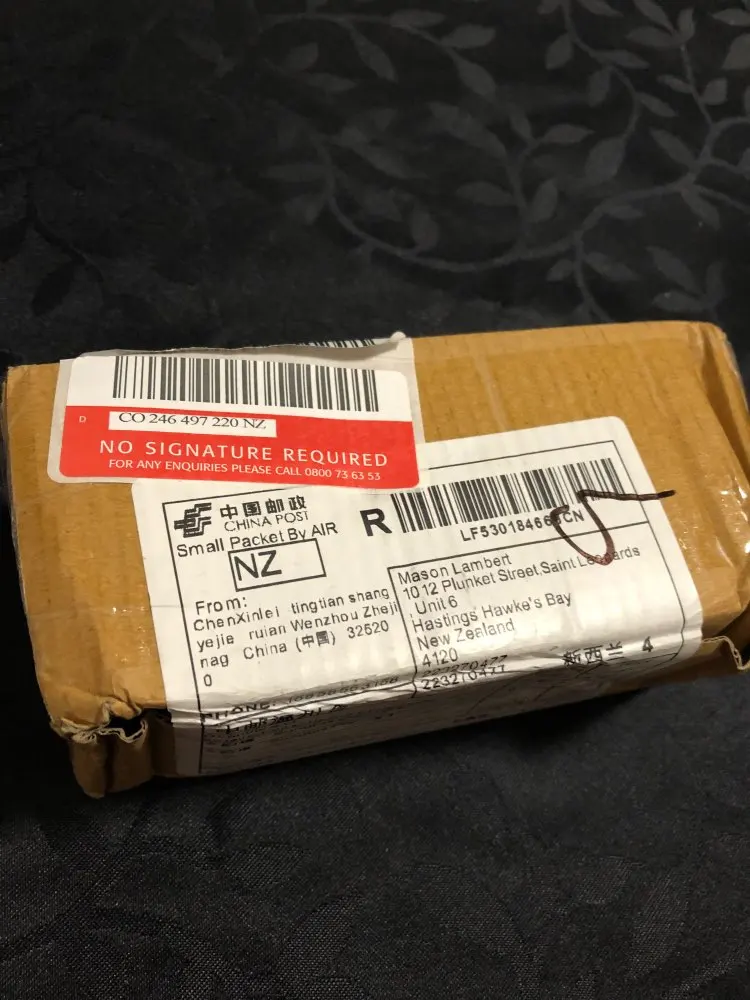 CO 246 497 220 NZ
D
NO SIGNATURE REQUIRED
FOR ANY ENQUIRIES PLEASE CALL 0800 73 63 53
中国邮政
CHINA POST
Small Packet By AIR
NZ
R
From:
ChenXinlei tingtian shang
yejie ruian Wenzhou Zheji
nag China (中国) 32520
0
Mason Lambert
10 12 Plunket Street,Saint
Unit 6
Hastings Hawke's Bay
New Zealand
4120
新西兰 4
PHONE: